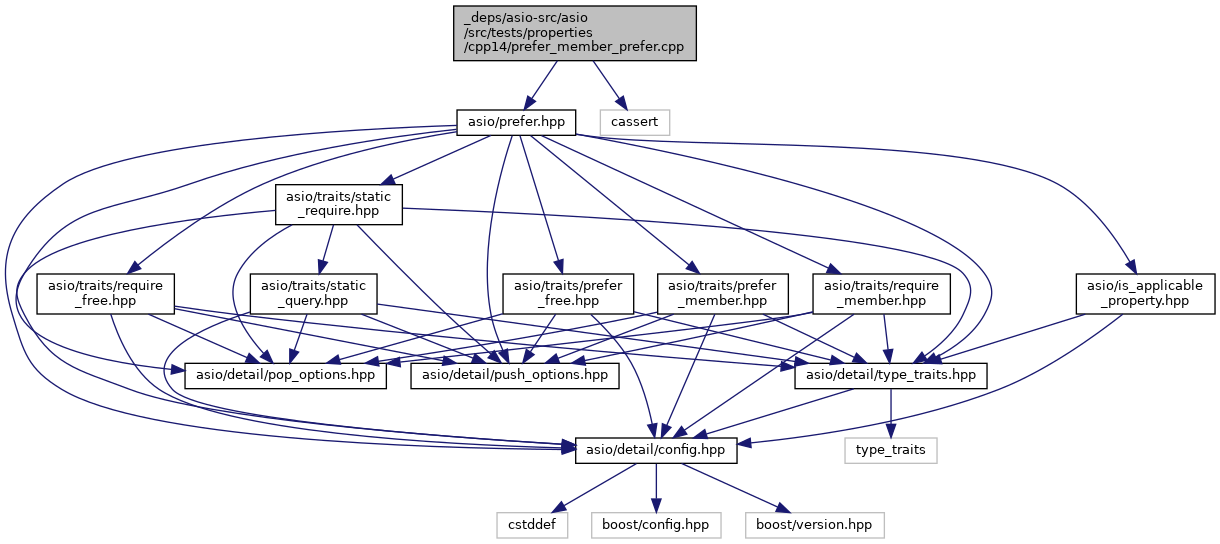 _deps/asio-src/asio
/src/tests/properties
/cpp14/prefer_member_prefer.cpp
asio/prefer.hpp
cassert
asio/traits/static
_require.hpp
asio/traits/require
_free.hpp
asio/traits/static
_query.hpp
asio/traits/prefer
_free.hpp
asio/traits/prefer
_member.hpp
asio/traits/require
_member.hpp
asio/is_applicable
_property.hpp
asio/detail/pop_options.hpp
asio/detail/push_options.hpp
asio/detail/type_traits.hpp
asio/detail/config.hpp
type_traits
cstddef
boost/config.hpp
boost/version.hpp